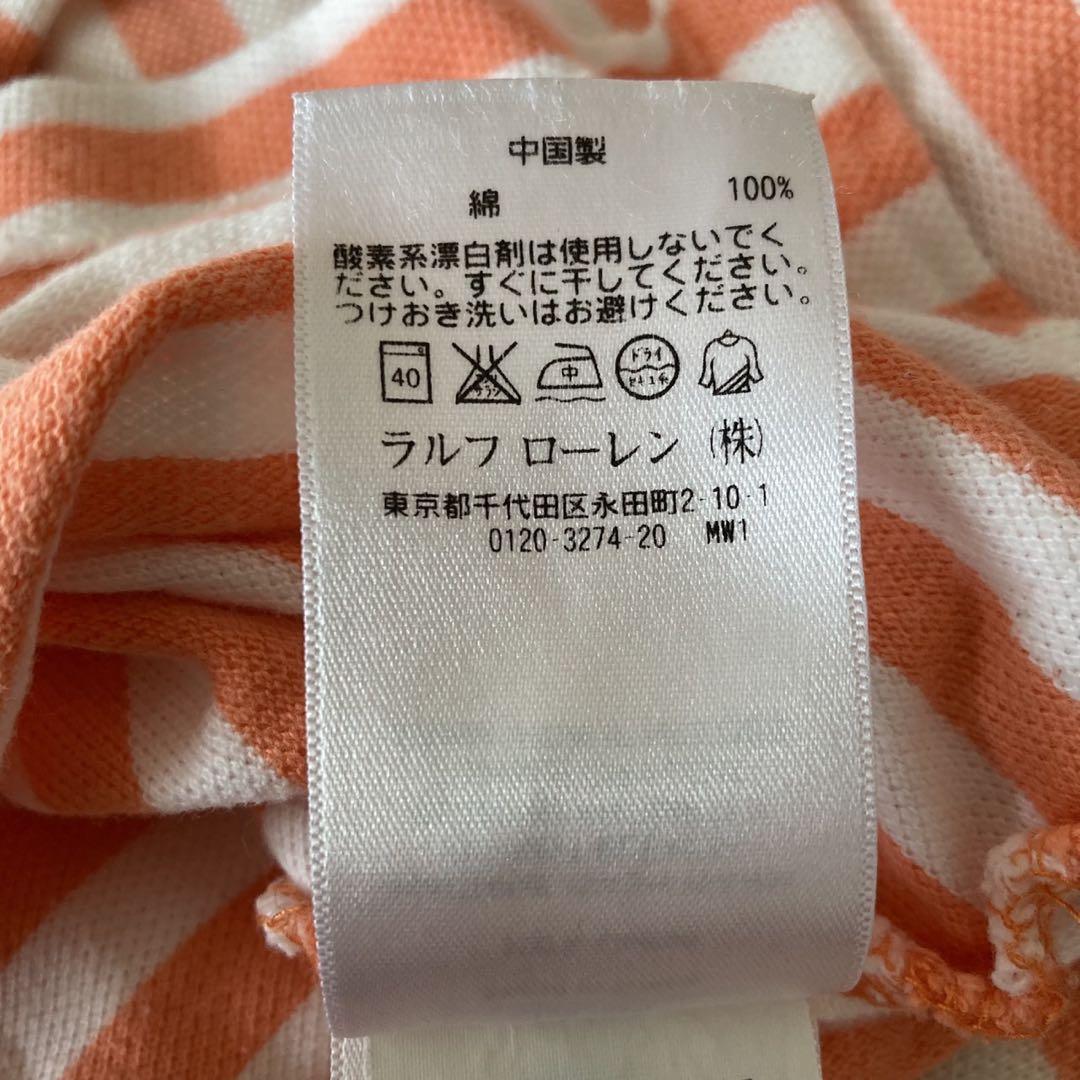 中国製
綿 100%
酸素系漂白剤は使用しないでく
ださい。すぐに干してください。
つけおき洗いはお避けください。
40 中 ドライ
ラルフ ローレン (株)
東京都千代田区永田町2-10-1
0120-3274-20 MW1